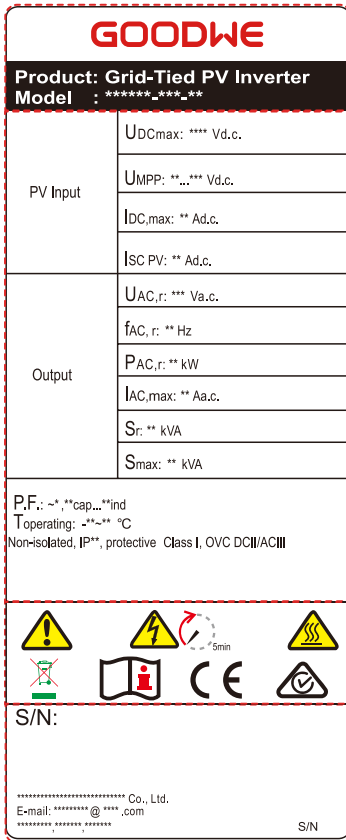 GOODWE
Product: Grid-Tied PV Inverter
Model : ******-***-**
PV Input
UDCmax: **** Vd.c.
UMPP: **...*** Vd.c.
IDC,max: ** Ad.c.
ISC PV: ** Ad.c.
Output
UAC,r: *** Va.c.
fAC, r: ** Hz
PAC,r: ** kW
IAC,max: ** Aa.c.
Sr: ** kVA
Smax: ** kVA
P.F.: ~*,**cap...**ind
Toperating: -**~** °C
Non-isolated, IP**, protective Class I, OVC DCII/ACIII
5min
CE
S/N:
*************************** Co., Ltd.
E-mail: *********@ ****.com
*********,*******,*******
S/N